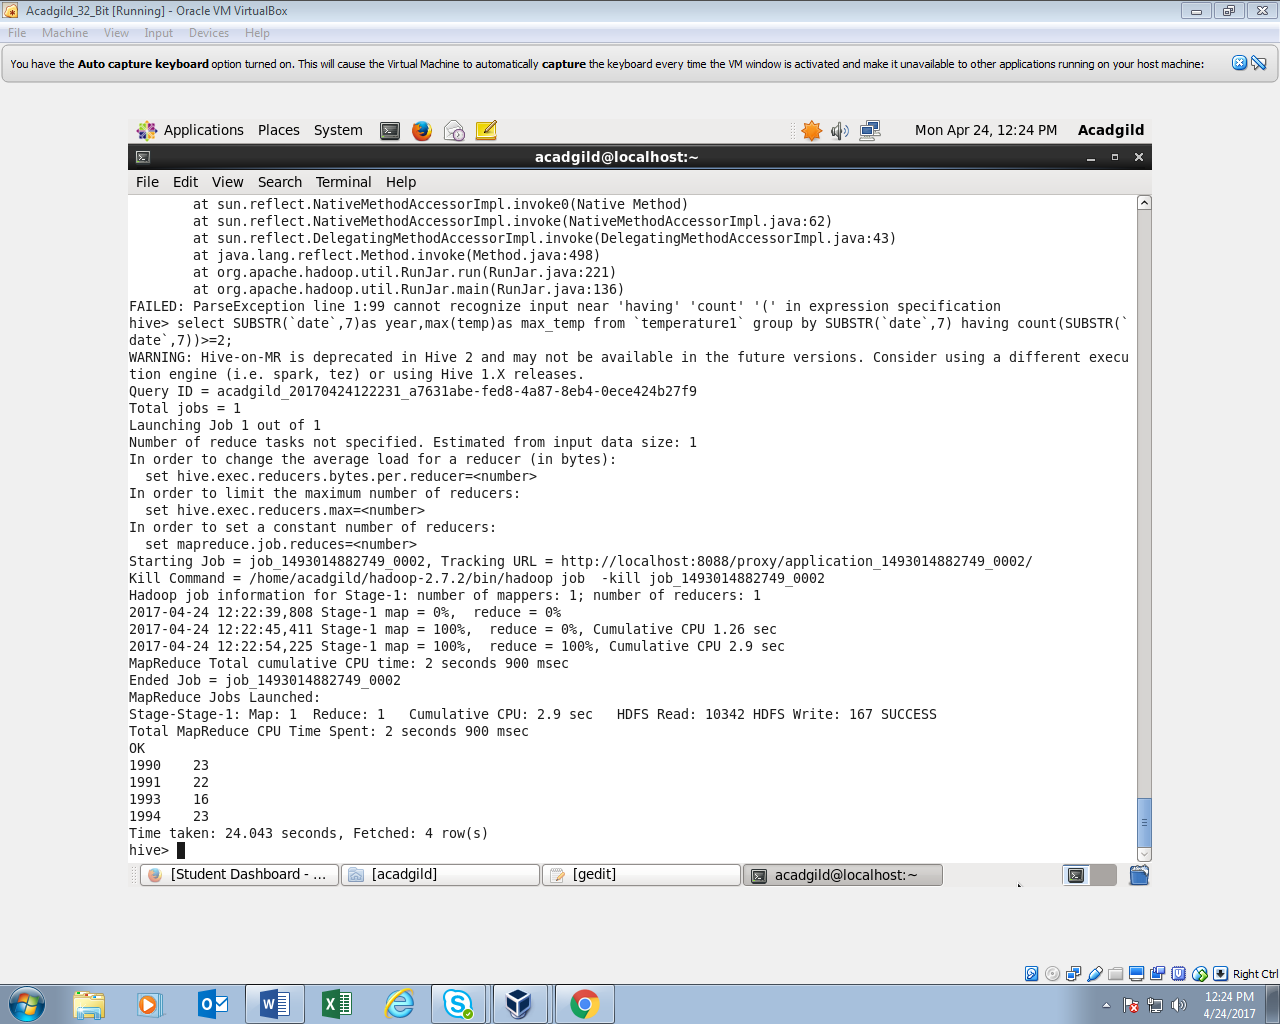 Acadgild_32_Bit [Running] - Oracle VM VirtualBox
File Machine View Input Devices Help
You have the Auto capture keyboard option turned on. This will cause the Virtual Machine to automatically capture the keyboard every time the VM window is activated and make it unavailable to other applications running on your host machine:
Applications Places System Mon Apr 24, 12:24 PM Acadgild
acadgild@localhost:~
File Edit View Search Terminal Help
at sun.reflect.NativeMethodAccessorImpl.invoke0(Native Method)
at sun.reflect.NativeMethodAccessorImpl.invoke(NativeMethodAccessorImpl.java:62)
at sun.reflect.DelegatingMethodAccessorImpl.invoke(DelegatingMethodAccessorImpl.java:43)
at java.lang.reflect.Method.invoke(Method.java:498)
at org.apache.hadoop.util.RunJar.run(RunJar.java:221)
at org.apache.hadoop.util.RunJar.main(RunJar.java:136)
FAILED: ParseException line 1:99 cannot recognize input near 'having' 'count' '(' in expression specification
hive> select SUBSTR(`date`,7)as year,max(temp)as max_temp from `temperature1` group by SUBSTR(`date`,7) having count(SUBSTR(`
date`,7))>=2;
WARNING: Hive-on-MR is deprecated in Hive 2 and may not be available in the future versions. Consider using a different execu
tion engine (i.e. spark, tez) or using Hive 1.X releases.
Query ID = acadgild_20170424122231_a7631abe-fed8-4a87-8eb4-0ece424b27f9
Total jobs = 1
Launching Job 1 out of 1
Number of reduce tasks not specified. Estimated from input data size: 1
In order to change the average load for a reducer (in bytes):
set hive.exec.reducers.bytes.per.reducer=<number>
In order to limit the maximum number of reducers:
set hive.exec.reducers.max=<number>
In order to set a constant number of reducers:
set mapreduce.job.reduces=<number>
Starting Job = job_1493014882749_0002, Tracking URL = http://localhost:8088/proxy/application_1493014882749_0002/
Kill Command = /home/acadgild/hadoop-2.7.2/bin/hadoop job  -kill job_1493014882749_0002
Hadoop job information for Stage-1: number of mappers: 1; number of reducers: 1
2017-04-24 12:22:39,808 Stage-1 map = 0%,  reduce = 0%
2017-04-24 12:22:45,411 Stage-1 map = 100%,  reduce = 0%, Cumulative CPU 1.26 sec
2017-04-24 12:22:54,225 Stage-1 map = 100%,  reduce = 100%, Cumulative CPU 2.9 sec
MapReduce Total cumulative CPU time: 2 seconds 900 msec
Ended Job = job_1493014882749_0002
MapReduce Jobs Launched:
Stage-Stage-1: Map: 1  Reduce: 1   Cumulative CPU: 2.9 sec   HDFS Read: 10342 HDFS Write: 167 SUCCESS
Total MapReduce CPU Time Spent: 2 seconds 900 msec
OK
1990 23
1991 22
1993 16
1994 23
Time taken: 24.043 seconds, Fetched: 4 row(s)
hive>
[Student Dashboard - ... [acadgild] [gedit] acadgild@localhost:~
Right Ctrl
12:24 PM
4/24/2017